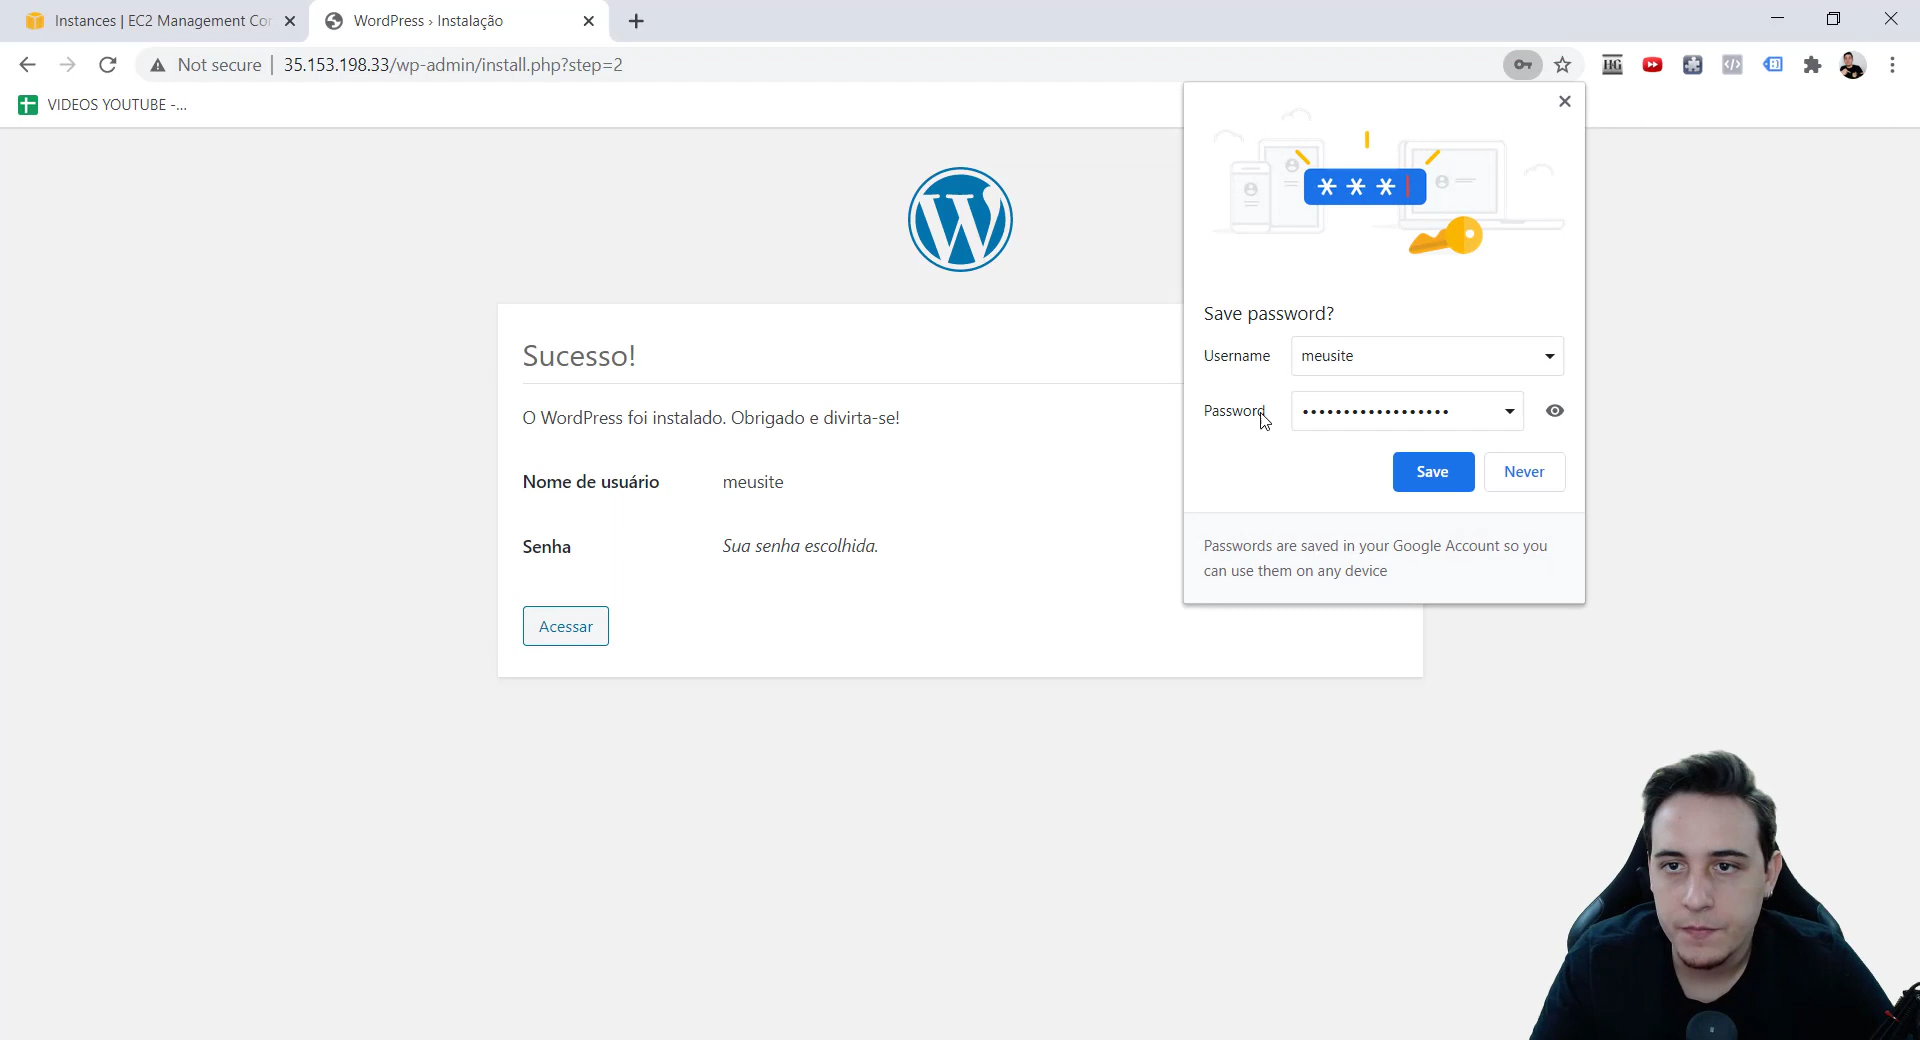 Instances | EC2 Management Cor
WordPress › Instalação
Not secure
35.153.198.33/wp-admin/install.php?step=2
HG
VIDEOS YOUTUBE -...
W
* * *
Save password?
Username
meusite
Password
••••••••••••••••••
Save
Never
Passwords are saved in your Google Account so you
can use them on any device
Sucesso!
O WordPress foi instalado. Obrigado e divirta-se!
Nome de usuário
meusite
Senha
Sua senha escolhida.
Acessar